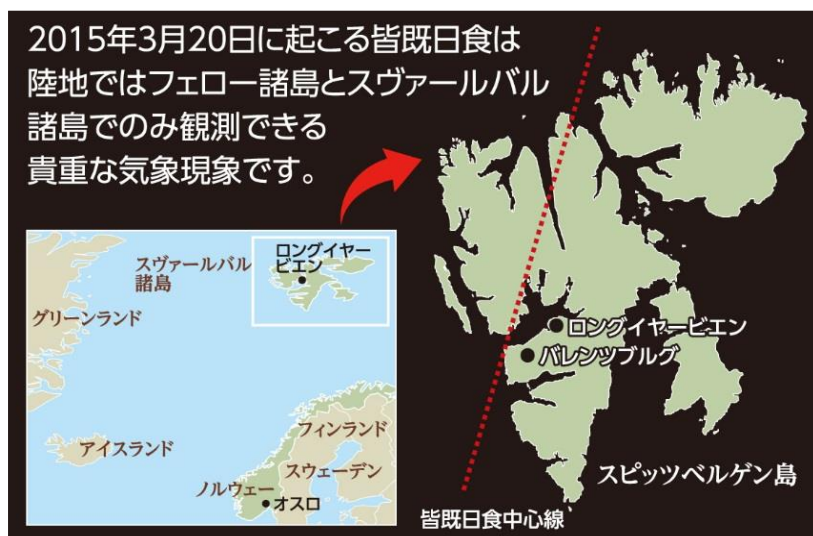 2015年3月20日に起こる皆既日食は
陸地ではフェロー諸島とスヴァールバル
諸島でのみ観測できる
貴重な気象現象です。
スヴァールバル
諸島
ロングイヤー
ビエン
グリーンランド
アイスランド
フィンランド
スウェーデン
ノルウェー
オスロ
ロングイヤービエン
バレンツブルグ
スピッツベルゲン島
皆既日食中心線